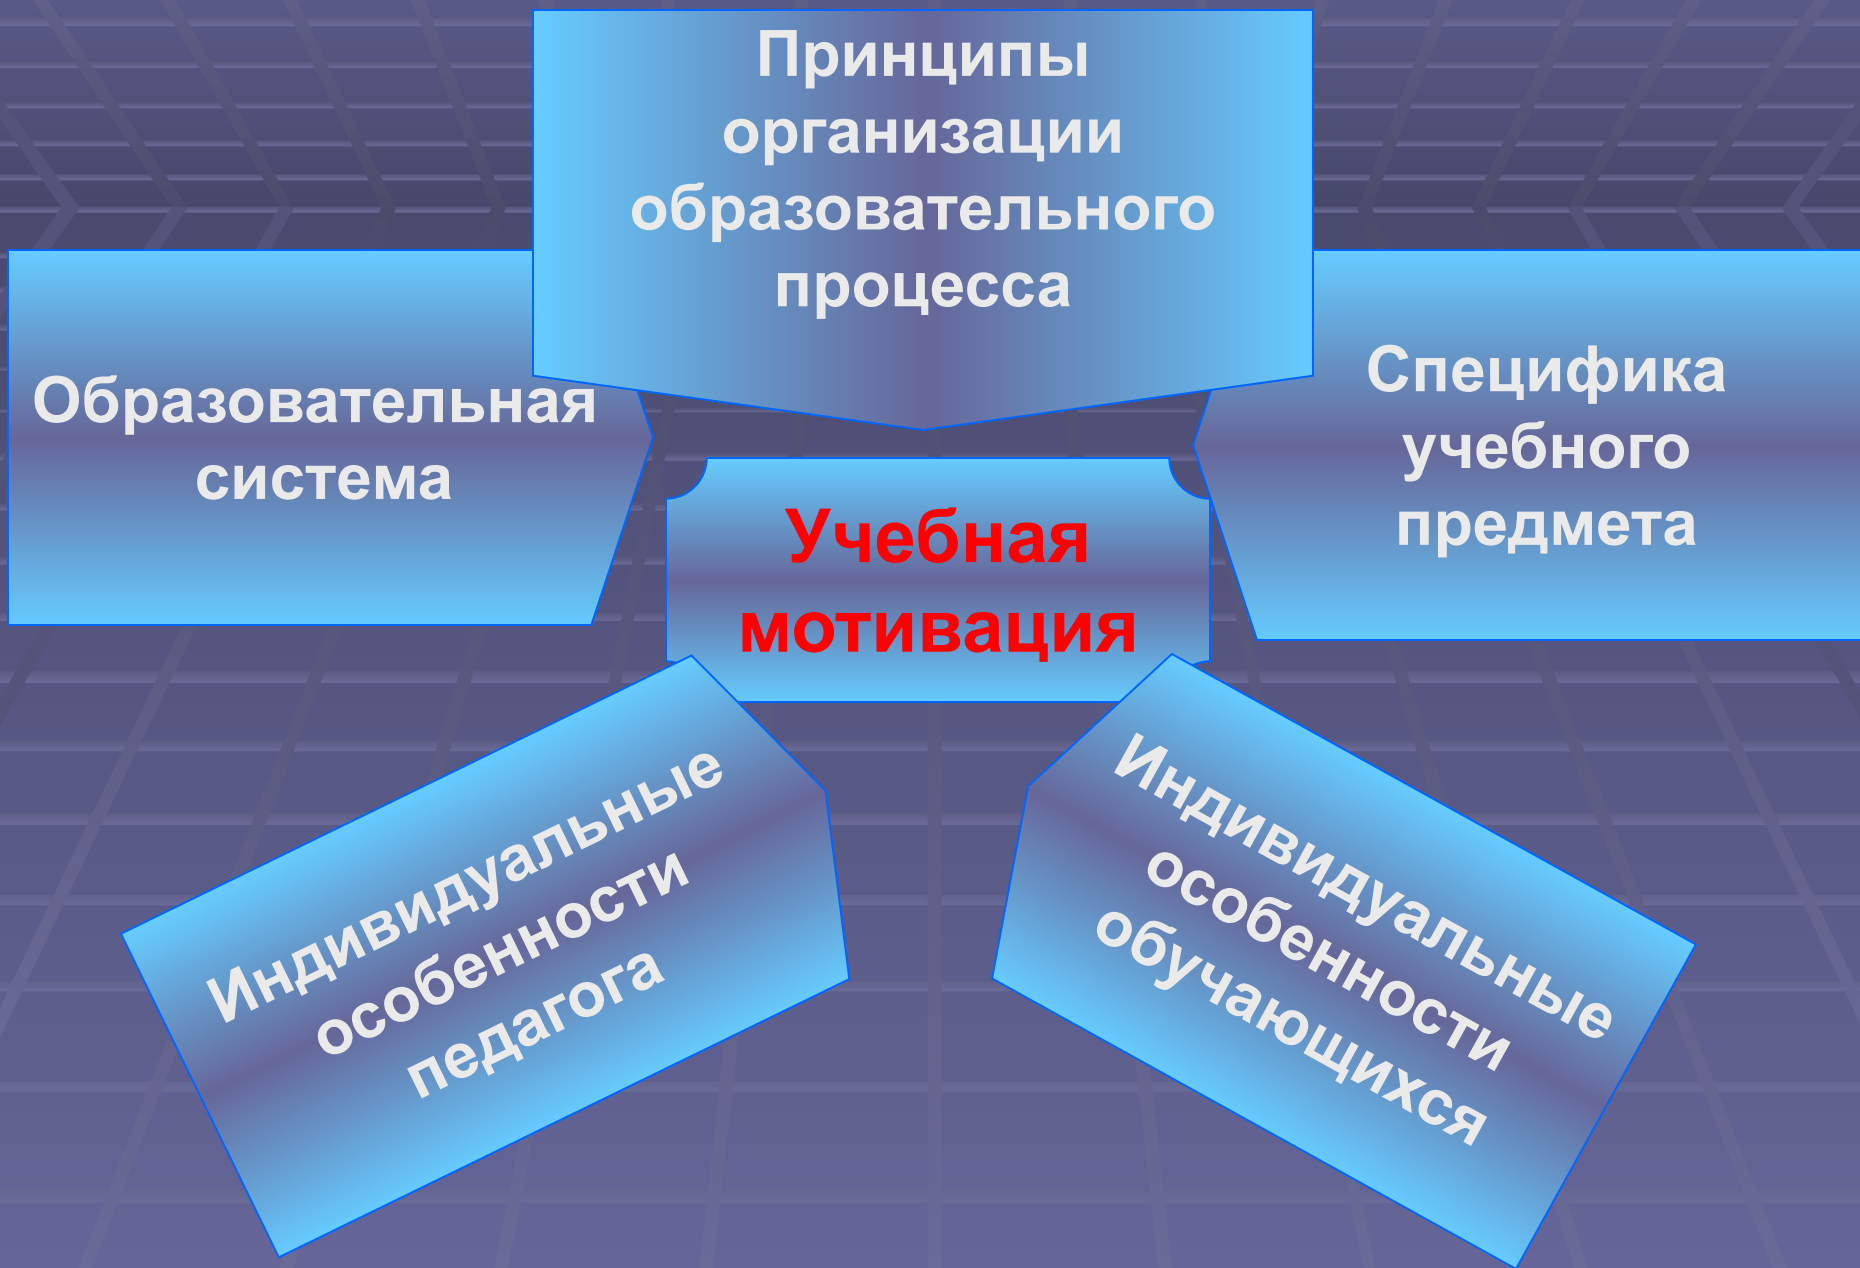 Принципы
организации
образовательного
процесса
Образовательная
система
Специфика
учебного
предмета
Учебная
мотивация
Индивидуальные
особенности
педагога
Индивидуальные
особенности
обучающихся